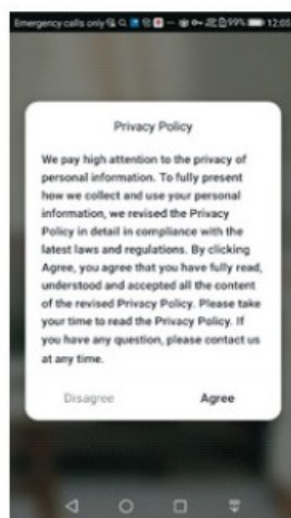 Emergency calls only 99% 12:05
Privacy Policy
We pay high attention to the privacy of
personal information. To fully present
how we collect and use your personal
information, we revised the Privacy
Policy in detail in compliance with the
latest laws and regulations. By clicking
Agree, you agree that you have fully read,
understood and accepted all the content
of the revised Privacy Policy. Please take
your time to read the Privacy Policy. If
you have any question, please contact us
at any time.
Disagree Agree